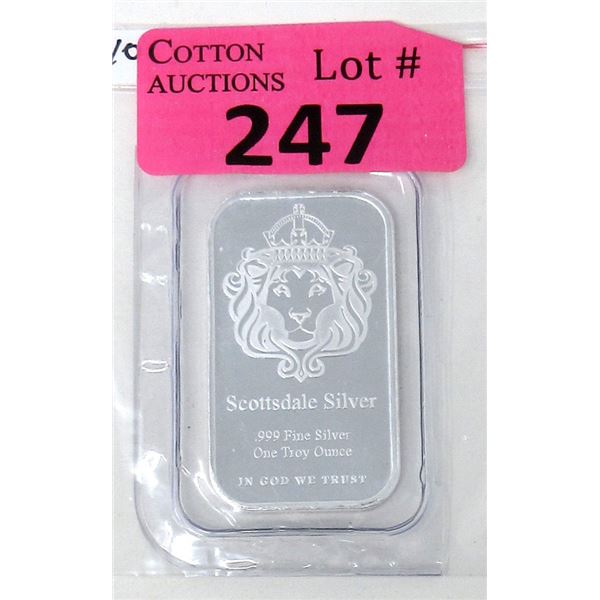 COTTON
AUCTIONS
Lot #
247
Scottsdale Silver
.999 Fine Silver
One Troy Ounce
IN GOD WE TRUST